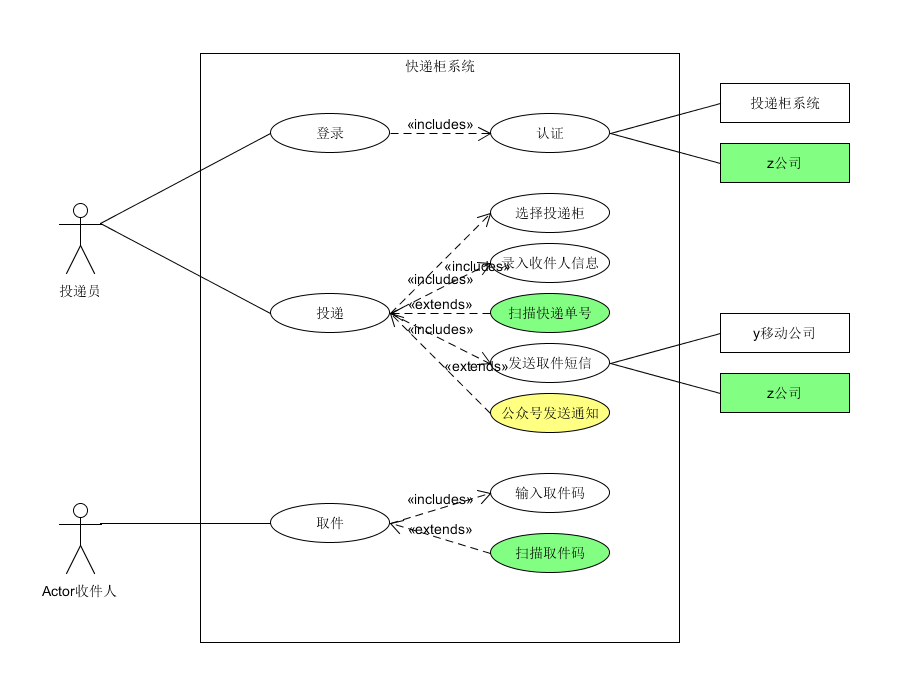 快递柜系统
登录
«includes»
认证
投递柜系统
z公司
投递员
选择投递柜
录入收件人信息
«includes»
«includes»
«extends»
扫描快递单号
投递
«includes»
发送取件短信
«extends»
公众号发送通知
y移动公司
z公司
取件
«includes»
输入取件码
«extends»
扫描取件码
Actor收件人